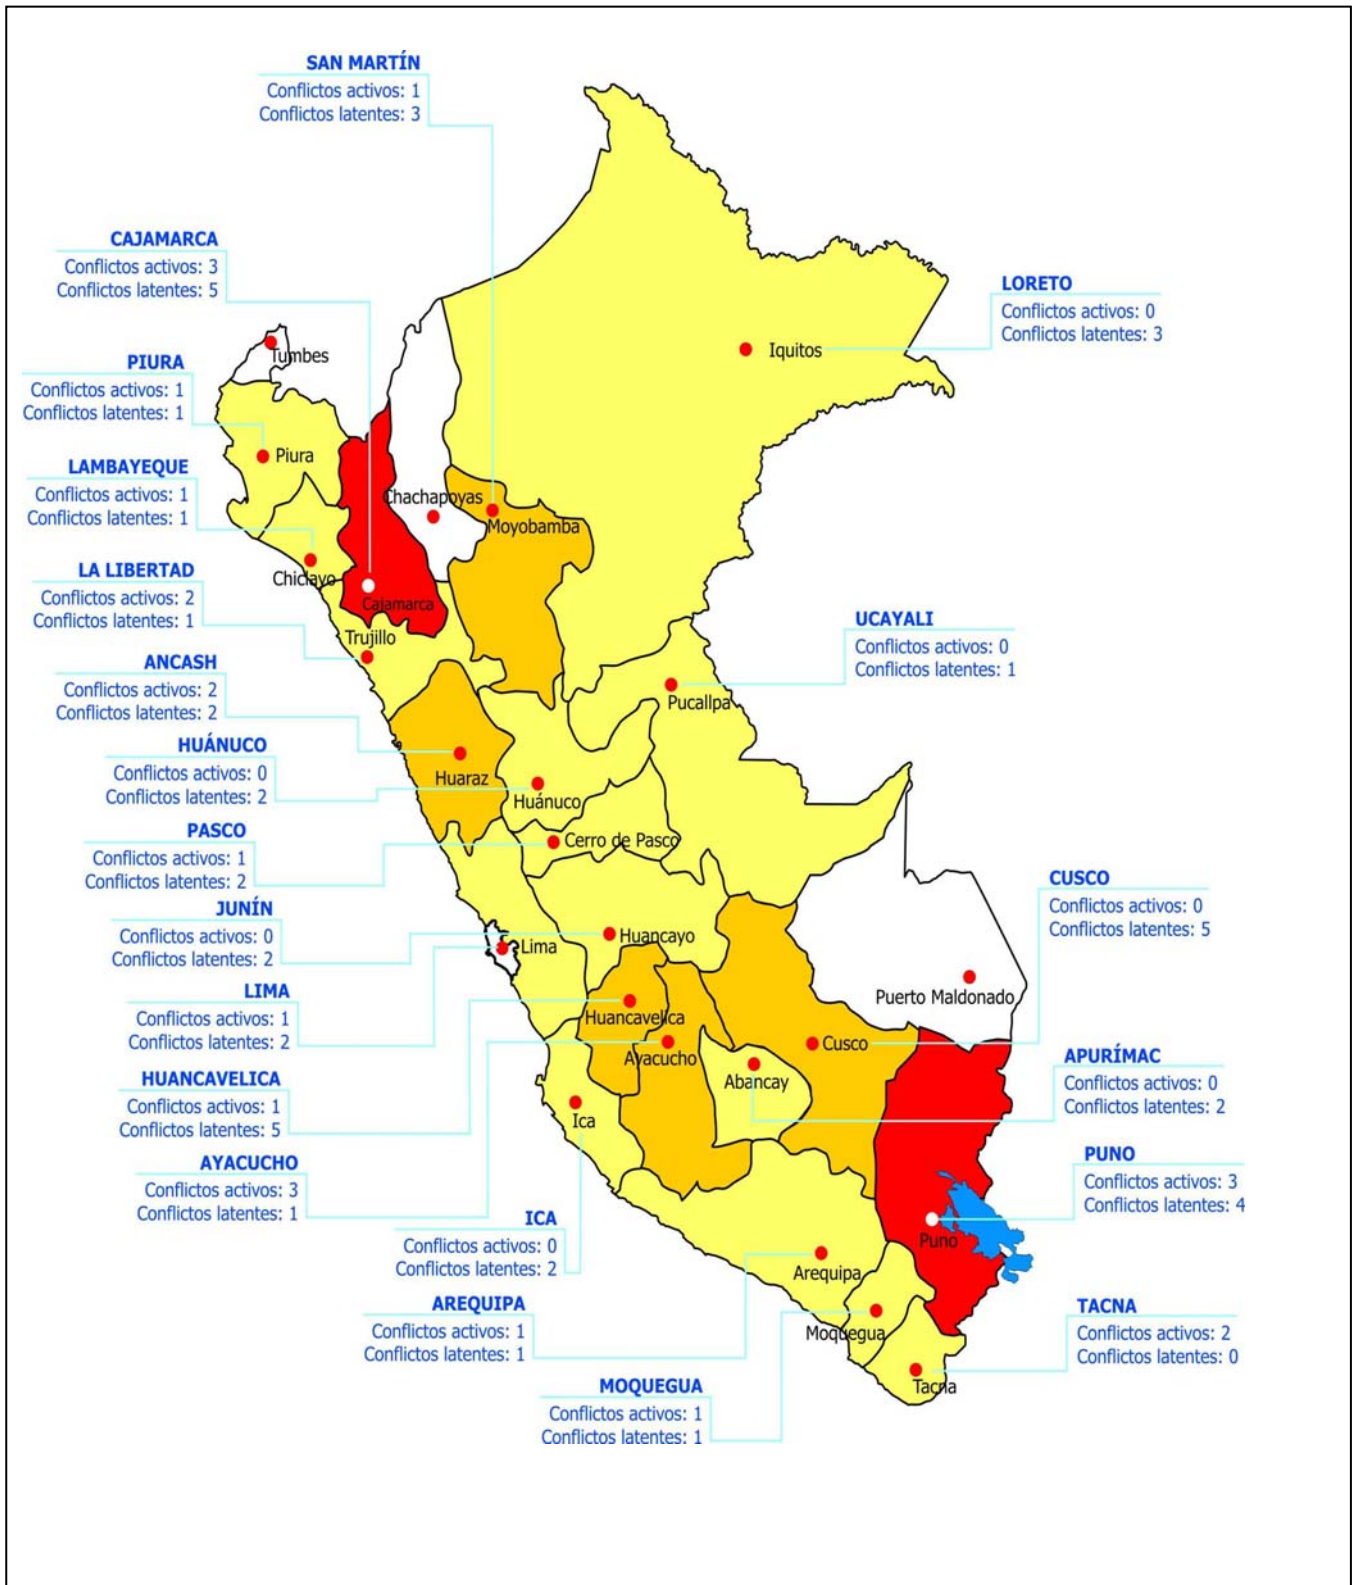 SAN MARTÍN
Conflictos activos: 1
Conflictos latentes: 3
CAJAMARCA
Conflictos activos: 3
Conflictos latentes: 5
LORETO
Conflictos activos: 0
Conflictos latentes: 3
Tumbes
Iquitos
PIURA
Conflictos activos: 1
Conflictos latentes: 1
Piura
LAMBAYEQUE
Conflictos activos: 1
Conflictos latentes: 1
Chachapoyas
Moyobamba
Chiclayo
LA LIBERTAD
Conflictos activos: 2
Conflictos latentes: 1
Cajamarca
Trujillo
UCAYALI
Conflictos activos: 0
Conflictos latentes: 1
ANCASH
Conflictos activos: 2
Conflictos latentes: 2
Pucallpa
HUÁNUCO
Conflictos activos: 0
Conflictos latentes: 2
Huaraz
Huánuco
PASCO
Conflictos activos: 1
Conflictos latentes: 2
Cerro de Pasco
CUSCO
Conflictos activos: 0
Conflictos latentes: 5
JUNÍN
Conflictos activos: 0
Conflictos latentes: 2
Huancayo
Lima
LIMA
Conflictos activos: 1
Conflictos latentes: 2
Puerto Maldonado
Huancavelica
Ayacucho
Cusco
Abancay
APURÍMAC
Conflictos activos: 0
Conflictos latentes: 2
HUANCAVELICA
Conflictos activos: 1
Conflictos latentes: 5
Ica
AYACUCHO
Conflictos activos: 3
Conflictos latentes: 1
PUNO
Conflictos activos: 3
Conflictos latentes: 4
ICA
Conflictos activos: 0
Conflictos latentes: 2
Puno
Arequipa
AREQUIPA
Conflictos activos: 1
Conflictos latentes: 1
Moquegua
TACNA
Conflictos activos: 2
Conflictos latentes: 0
Tacna
MOQUEGUA
Conflictos activos: 1
Conflictos latentes: 1